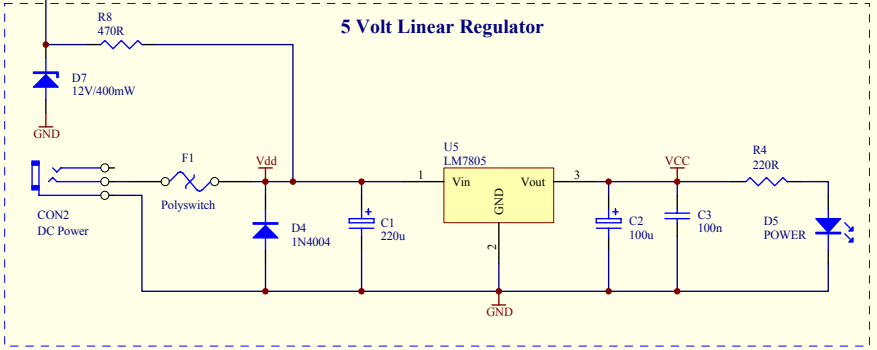 5 Volt Linear Regulator
R8
470R
D7
12V/400mW
GND
CON2
DC Power
F1
Polyswitch
Vdd
D4
1N4004
+
C1
220u
U5
LM7805
1
Vin
Vout
3
GND
2
GND
+
C2
100u
VCC
C3
100n
R4
220R
D5
POWER